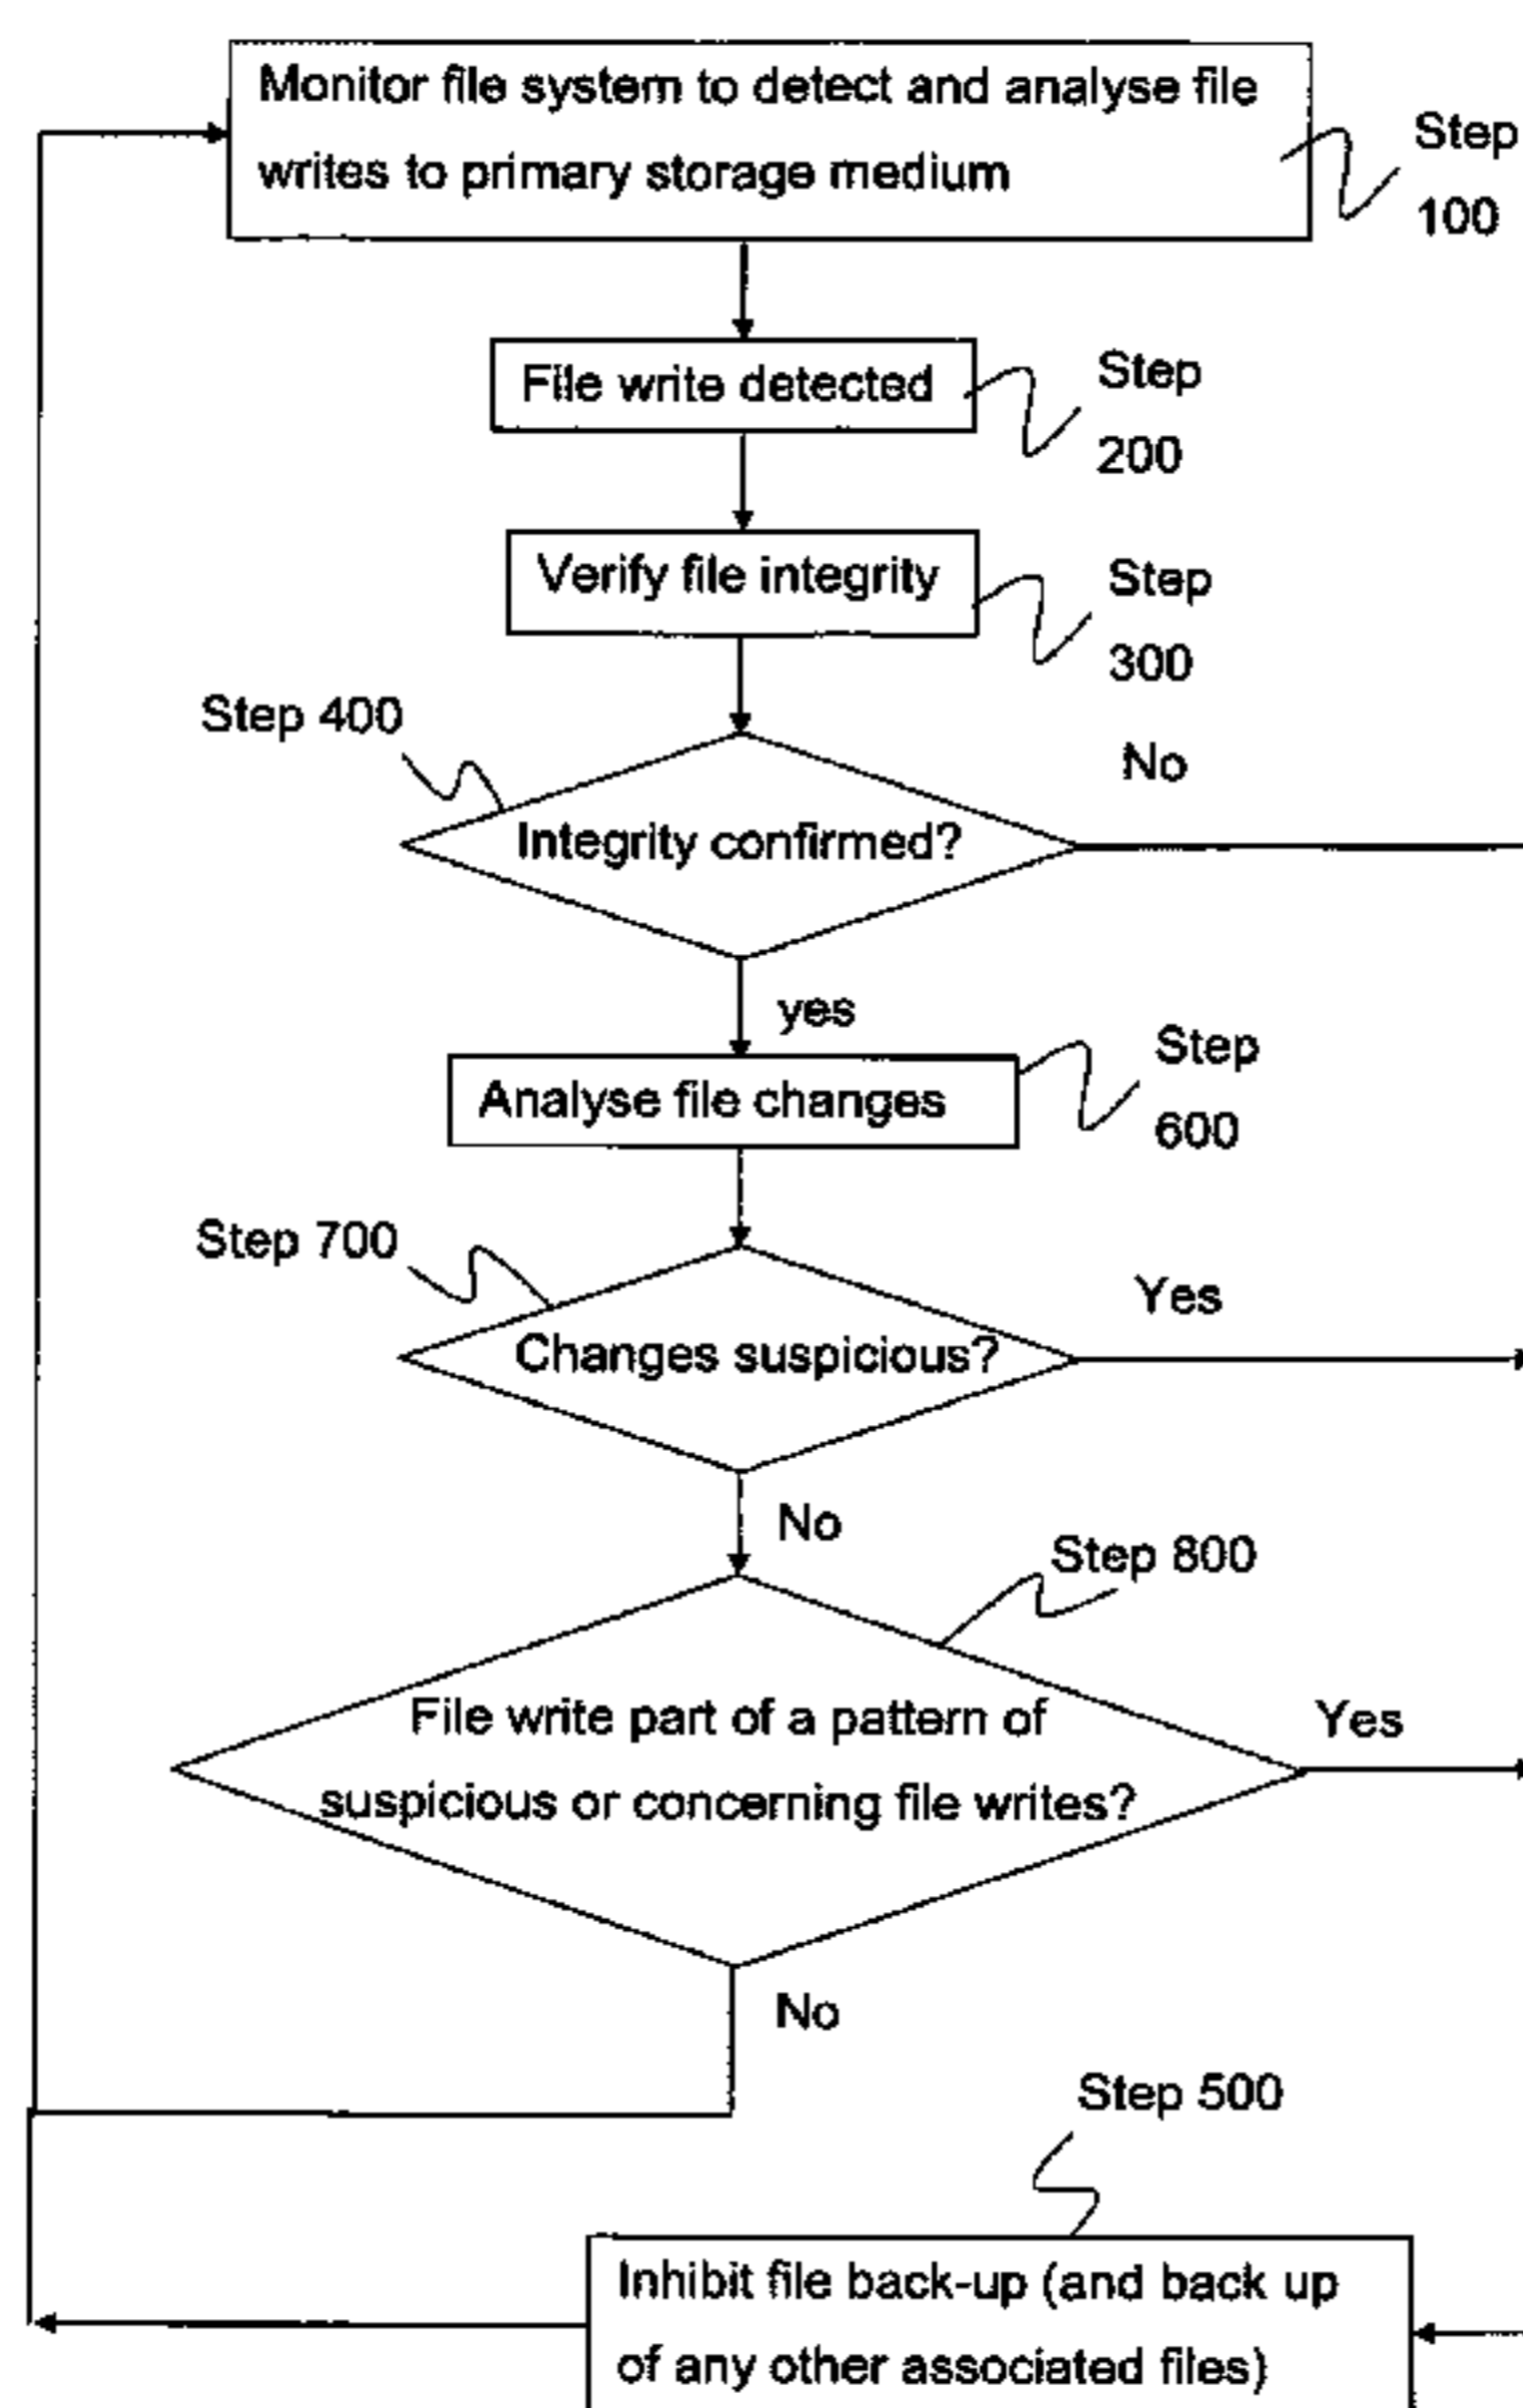 Monitor file system to detect and analyse file
writes to primary storage medium
Step
100
File write detected
Step
200
Verify file integrity
Step
300
Step 400
No
Integrity confirmed?
yes
Analyse file changes
Step
600
Step 700
Yes
Changes suspicious?
No
Step 800
File write part of a pattern of
suspicious or concerning file writes?
Yes
No
Step 500
Inhibit file back-up (and back up
of any other associated files)